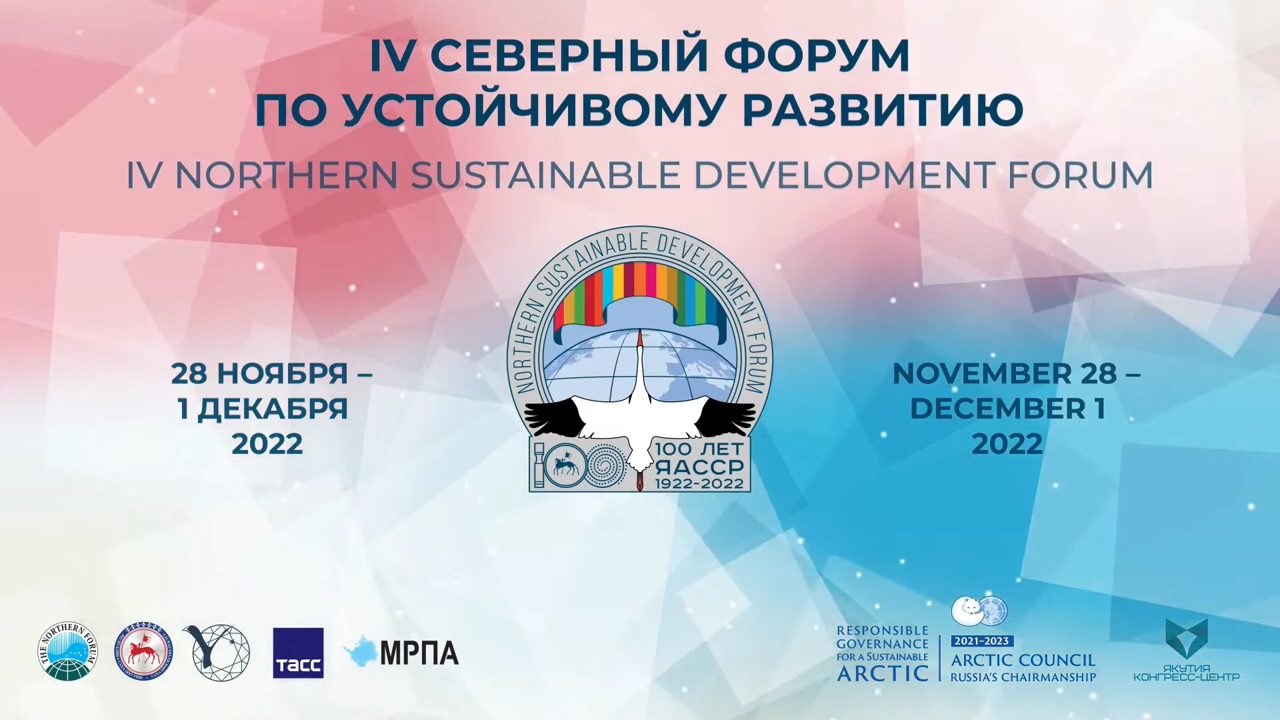 IV СЕВЕРНЫЙ ФОРУМ
ПО УСТОЙЧИВОМУ РАЗВИТИЮ
IV NORTHERN SUSTAINABLE DEVELOPMENT FORUM
NORTHERN SUSTAINABLE DEVELOPMENT FORUM
28 НОЯБРЯ –
1 ДЕКАБРЯ
2022
NOVEMBER 28 –
DECEMBER 1
2022
100 ЛЕТ
ЯАССР
1922-2022
THE NORTHERN FORUM
ТАСС
МРПА
RESPONSIBLE
GOVERNANCE
FOR A SUSTAINABLE
ARCTIC
2021–2023
ARCTIC COUNCIL
RUSSIA'S CHAIRMANSHIP
ЯКУТИЯ
КОНГРЕСС-ЦЕНТР